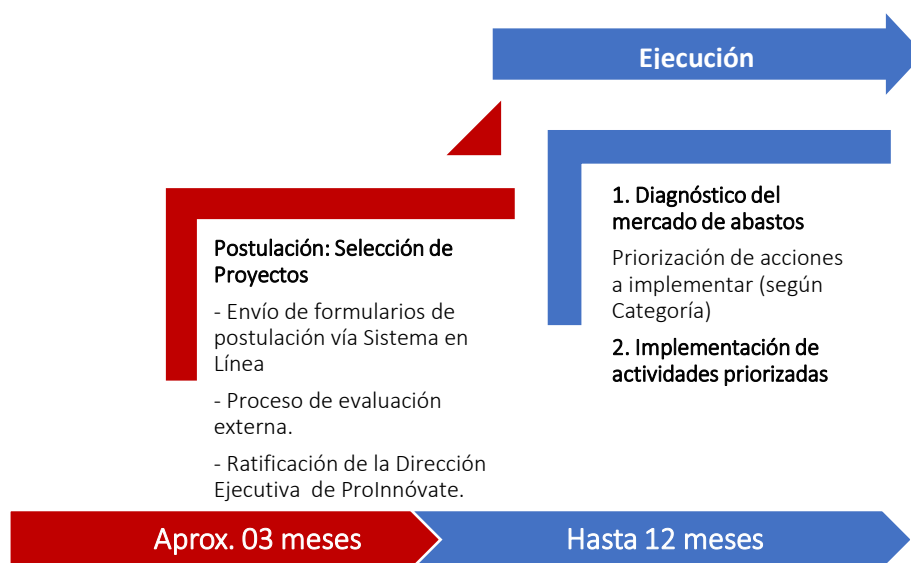 Ejecución
Postulación: Selección de
Proyectos
- Envío de formularios de
postulación vía Sistema en
Línea
- Proceso de evaluación
externa.
- Ratificación de la Dirección
Ejecutiva de ProInnóvate.
1. Diagnóstico del
mercado de abastos
Priorización de acciones
a implementar (según
Categoría)
2. Implementación de
actividades priorizadas
Aprox. 03 meses
Hasta 12 meses